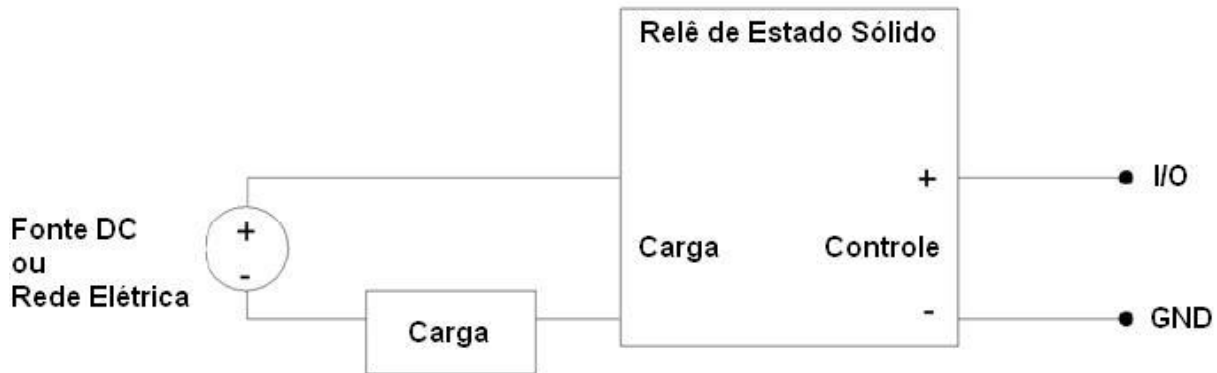 Relê de Estado Sólido
+
I/O
Fonte DC
ou
Rede Elétrica
+
-
Carga
Controle
Carga
-
GND